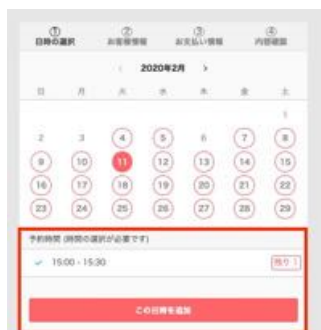 ① ② ③ ④
日時の選択 お客様情報 お支払い情報 内容確認
‹ 2020年2月 ›
日 月 火 水 木 金 土
1
2 3 4 5 6 7 8
9 10 11 12 13 14 15
16 17 18 19 20 21 22
23 24 25 26 27 28 29
予約時間 (時間の選択が必要です)
15:00 - 15:30 残り 1
この日時を追加